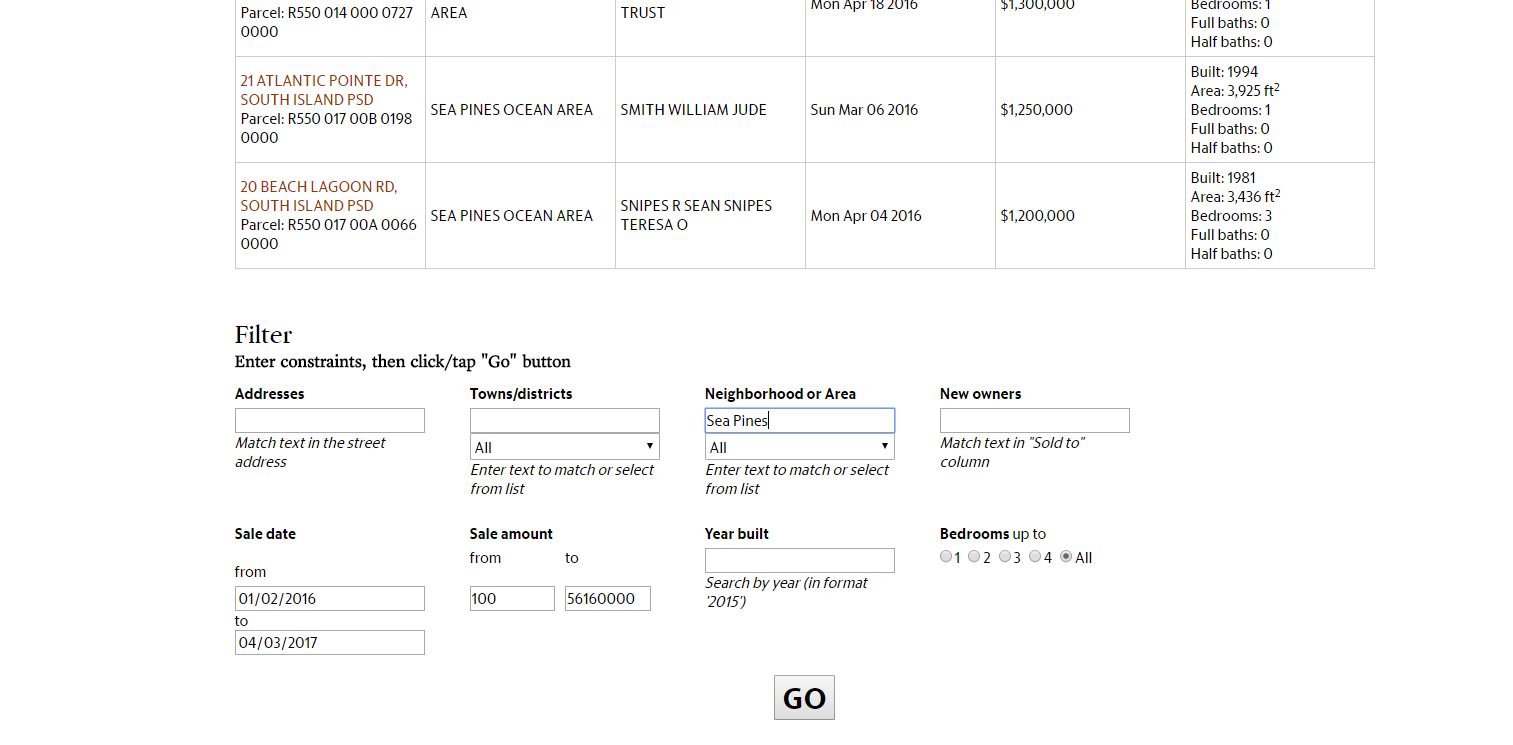 Parcel: R550 014 000 0727
0000
AREA
TRUST
Mon Apr 18 2016
$1,300,000
Bedrooms: 1
Full baths: 0
Half baths: 0
21 ATLANTIC POINTE DR,
SOUTH ISLAND PSD
Parcel: R550 017 00B 0198
0000
SEA PINES OCEAN AREA
SMITH WILLIAM JUDE
Sun Mar 06 2016
$1,250,000
Built: 1994
Area: 3,925 ft²
Bedrooms: 1
Full baths: 0
Half baths: 0
20 BEACH LAGOON RD,
SOUTH ISLAND PSD
Parcel: R550 017 00A 0066
0000
SEA PINES OCEAN AREA
SNIPES R SEAN SNIPES
TERESA O
Mon Apr 04 2016
$1,200,000
Built: 1981
Area: 3,436 ft²
Bedrooms: 3
Full baths: 0
Half baths: 0
Filter
Enter constraints, then click/tap "Go" button
Addresses
Match text in the street
address
Towns/districts
All
Enter text to match or select
from list
Neighborhood or Area
Sea Pines
All
Enter text to match or select
from list
New owners
Match text in "Sold to"
column
Sale date
from
01/02/2016
to
04/03/2017
Sale amount
from to
100 56160000
Year built
Search by year (in format
'2015')
Bedrooms up to
1 2 3 4 All
GO